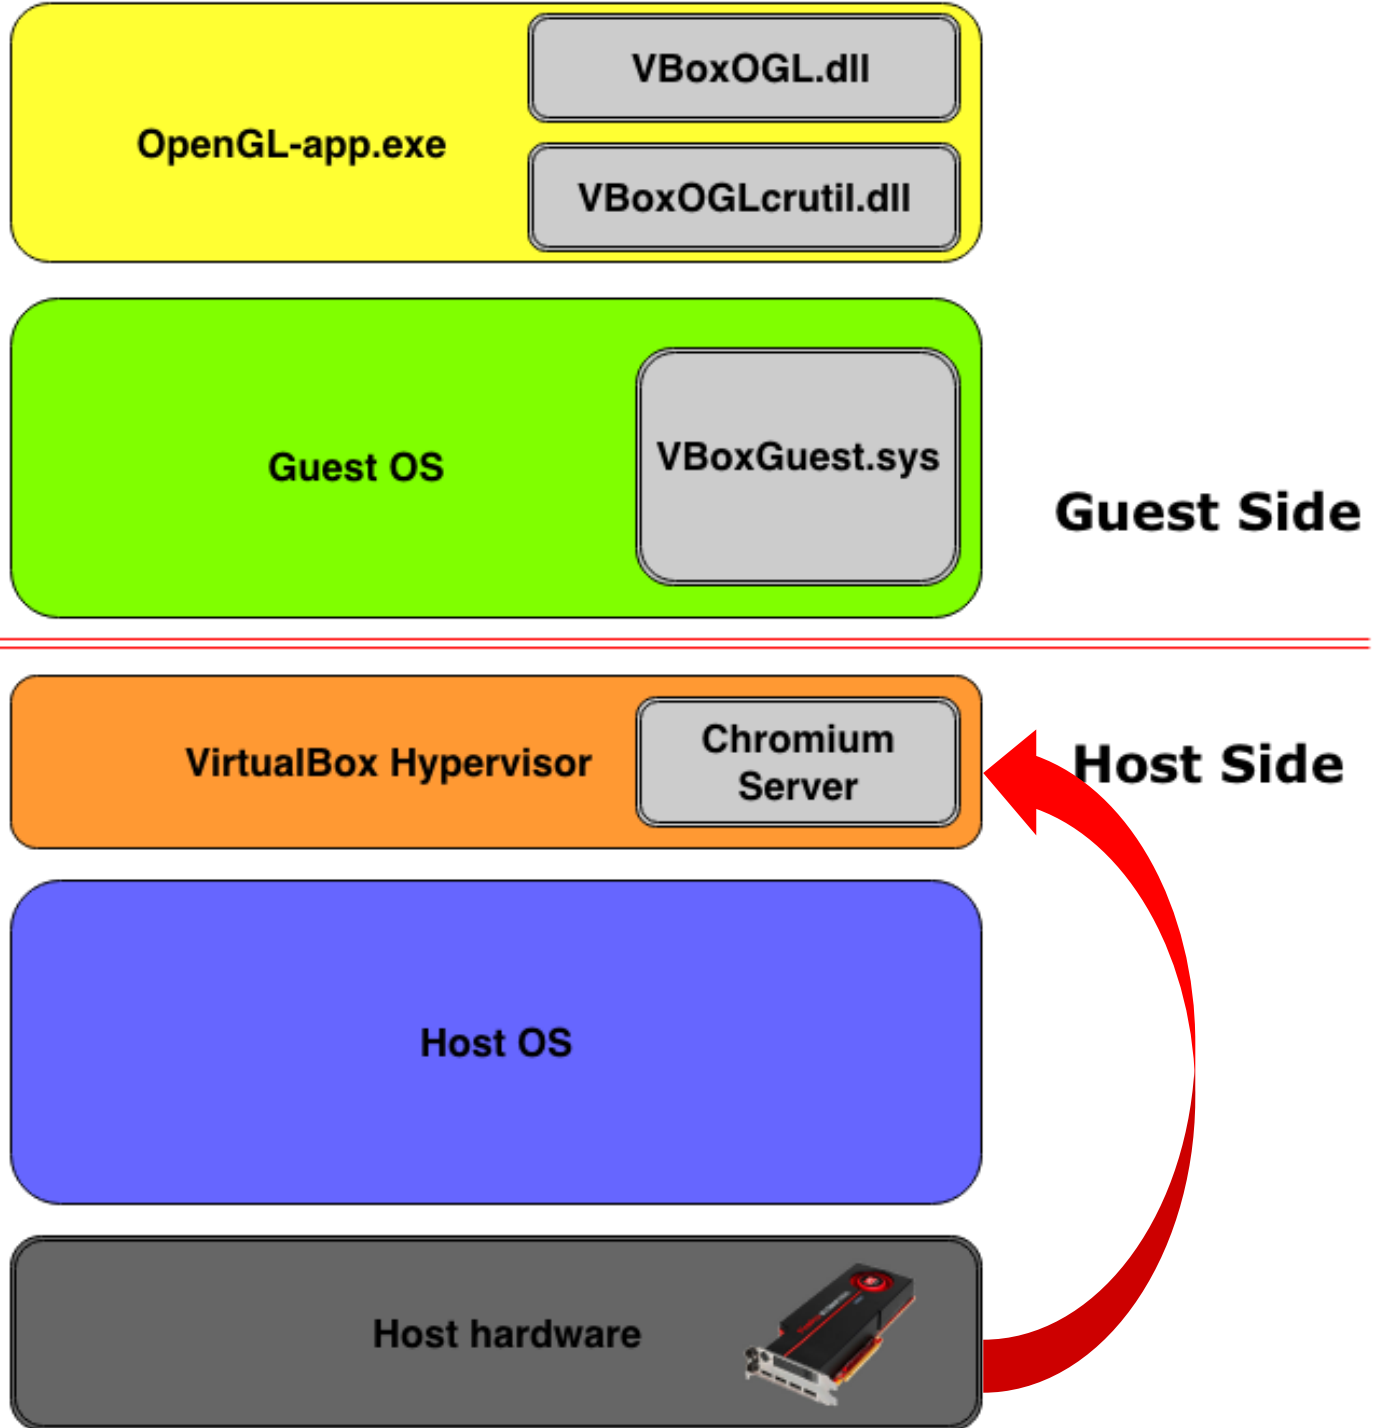 VBoxOGL.dll
OpenGL-app.exe
VBoxOGLcrutil.dll
Guest OS
VBoxGuest.sys
Guest Side
VirtualBox Hypervisor
Chromium
Server
Host Side
Host OS
Host hardware